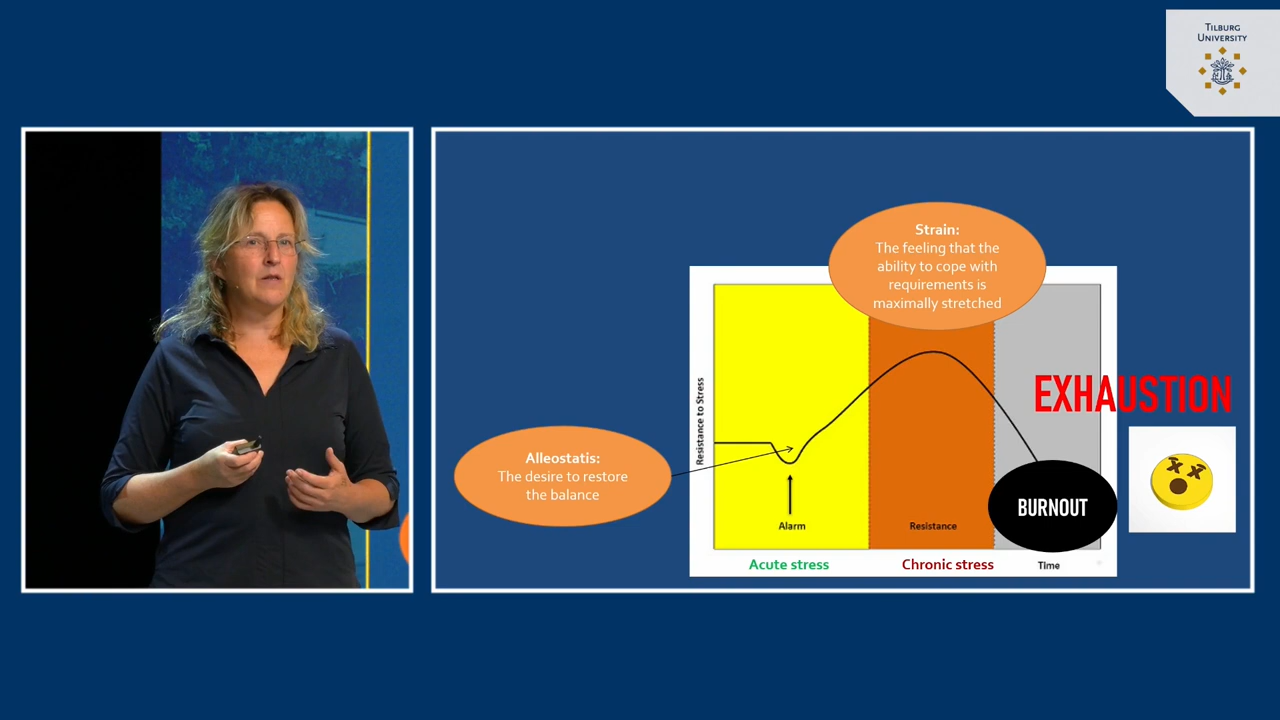 TILBURG
UNIVERSITY
Strain:
The feeling that the
ability to cope with
requirements is
maximally stretched
Resistance to Stress
EXHAUSTION
Alleostatis:
The desire to restore
the balance
BURNOUT
Alarm
Resistance
Acute stress
Chronic stress
Time